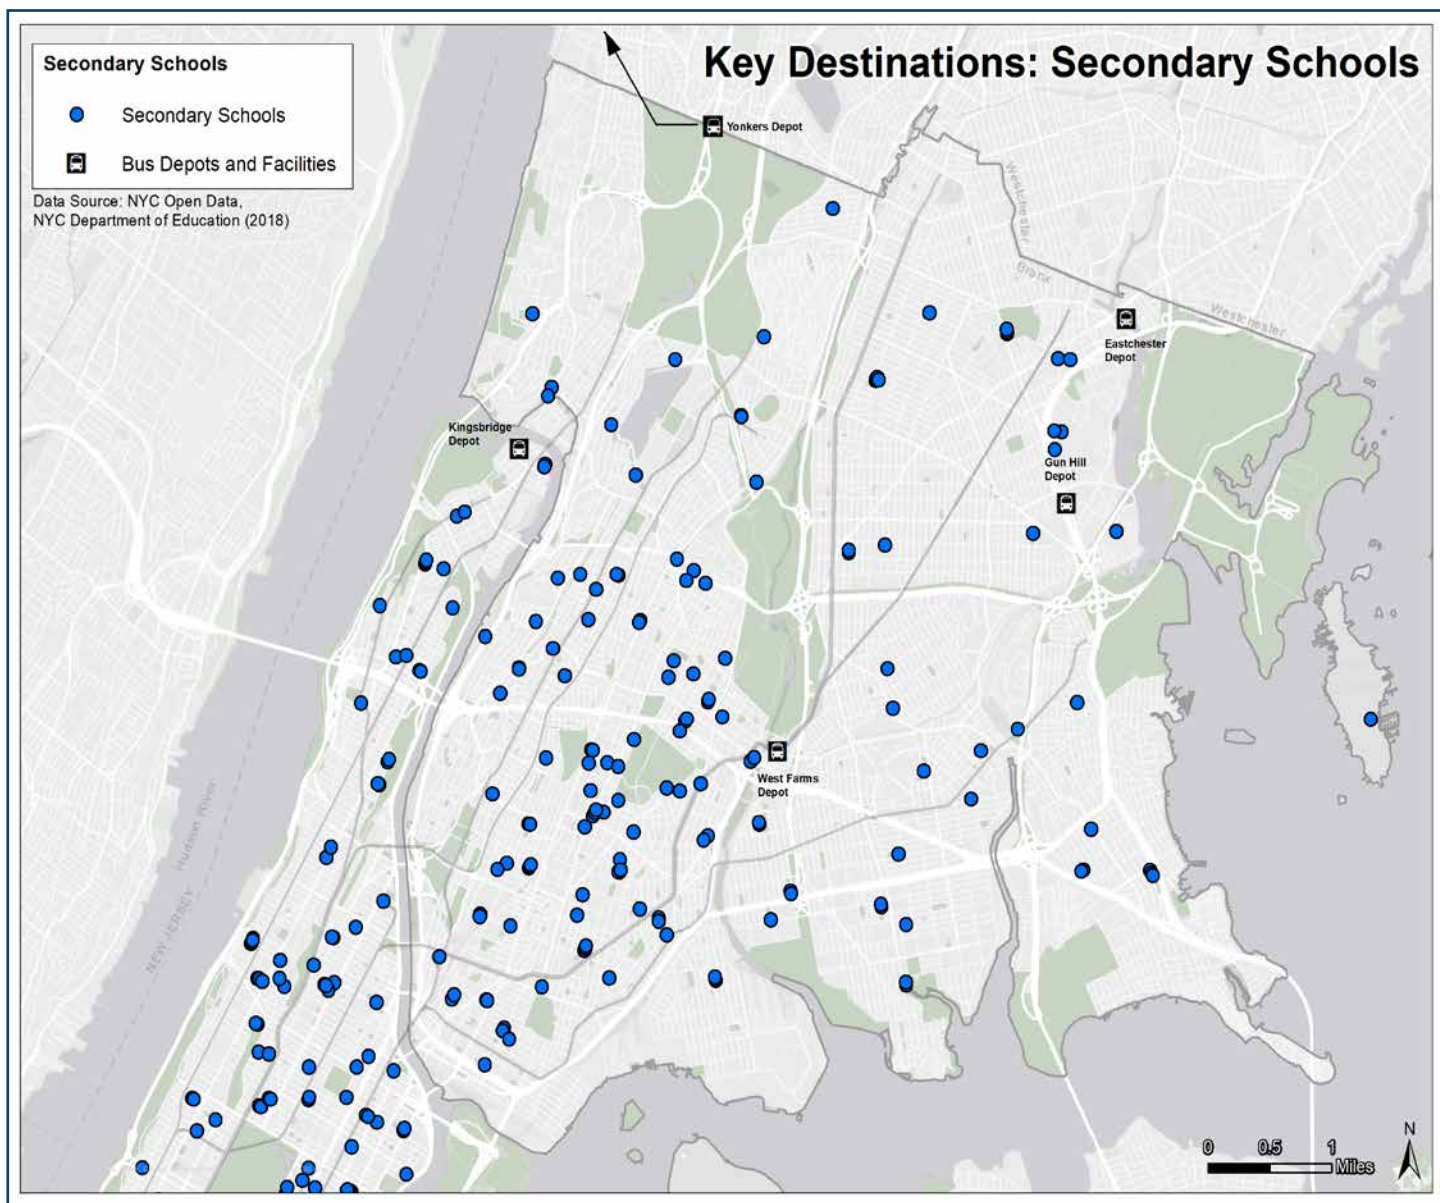 Key Destinations: Secondary Schools
Secondary Schools
Secondary Schools
Bus Depots and Facilities
Data Source: NYC Open Data,
NYC Department of Education (2018)
Yonkers Depot
Westchester
Bronx
Westchester
Eastchester
Depot
Kingsbridge
Depot
Gun Hill
Depot
West Farms
Depot
Hudson River
NEW JERSEY
N
0 0.5 1
Miles